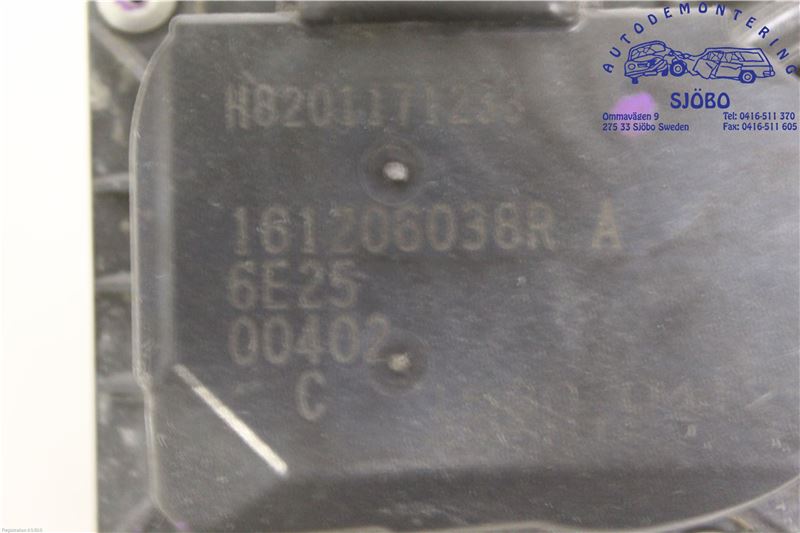 AUTODEMONTERING
SJÖBO
Ommavägen 9
275 33 Sjöbo Sweden
Tel: 0416-511 370
Fax: 0416-511 605
H8201171233
161206038R A
6E25
00402
C